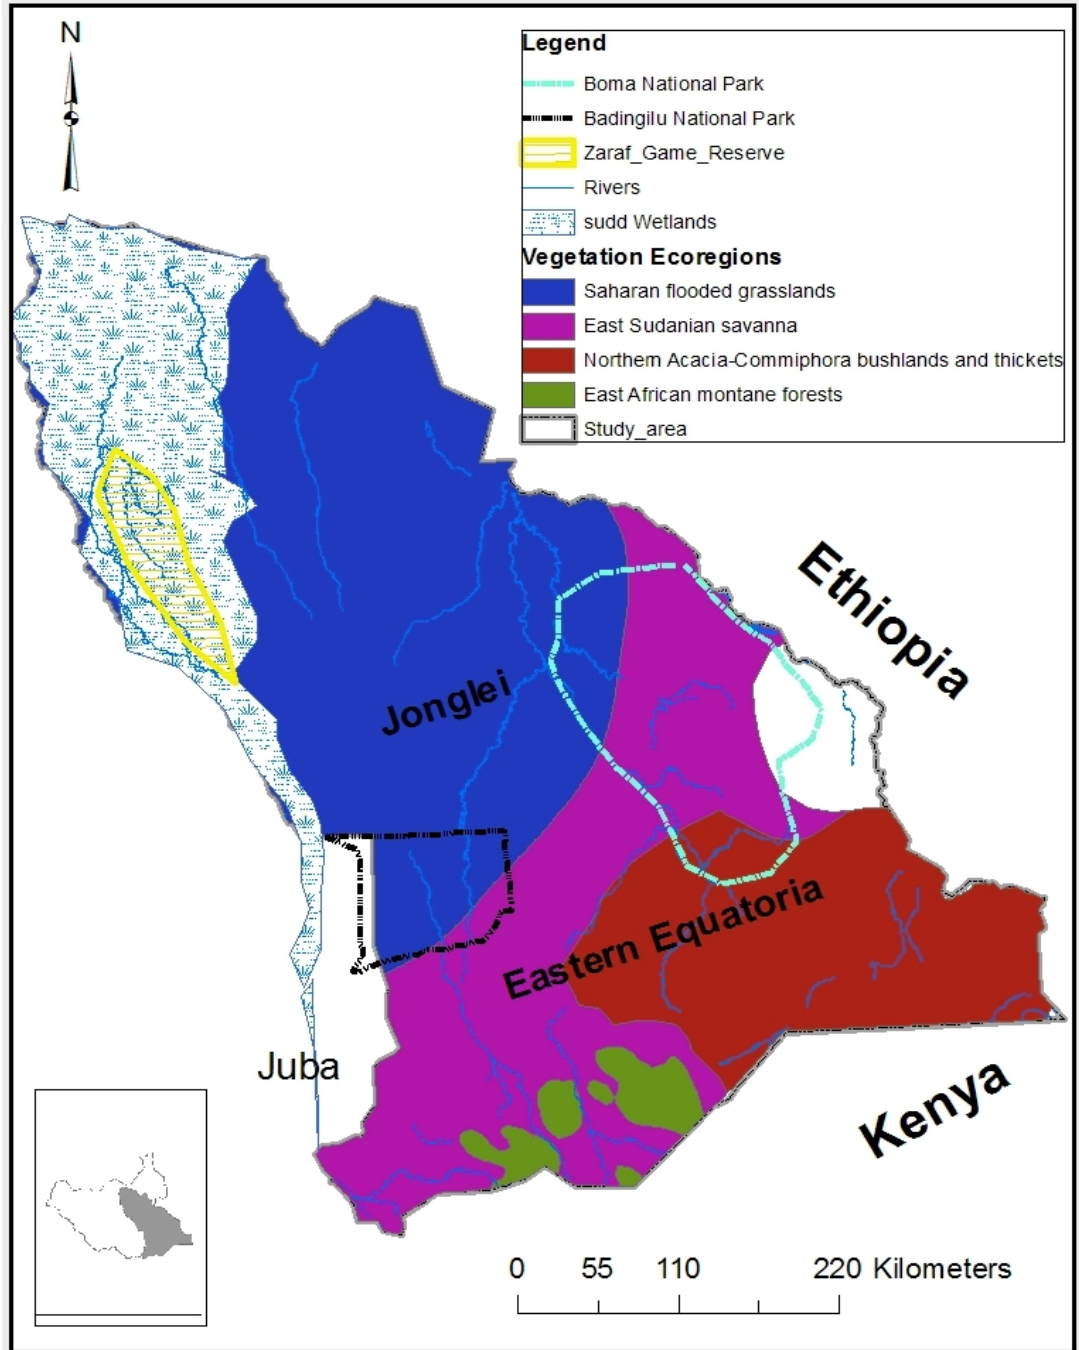 N
Legend
Boma National Park
Badingilu National Park
Zaraf_Game_Reserve
Rivers
sudd Wetlands
Vegetation Ecoregions
Saharan flooded grasslands
East Sudanian savanna
Northern Acacia-Commiphora bushlands and thickets
East African montane forests
Study_area
Ethiopia
Jonglei
Eastern Equatoria
Juba
Kenya
0 55 110 220 Kilometers